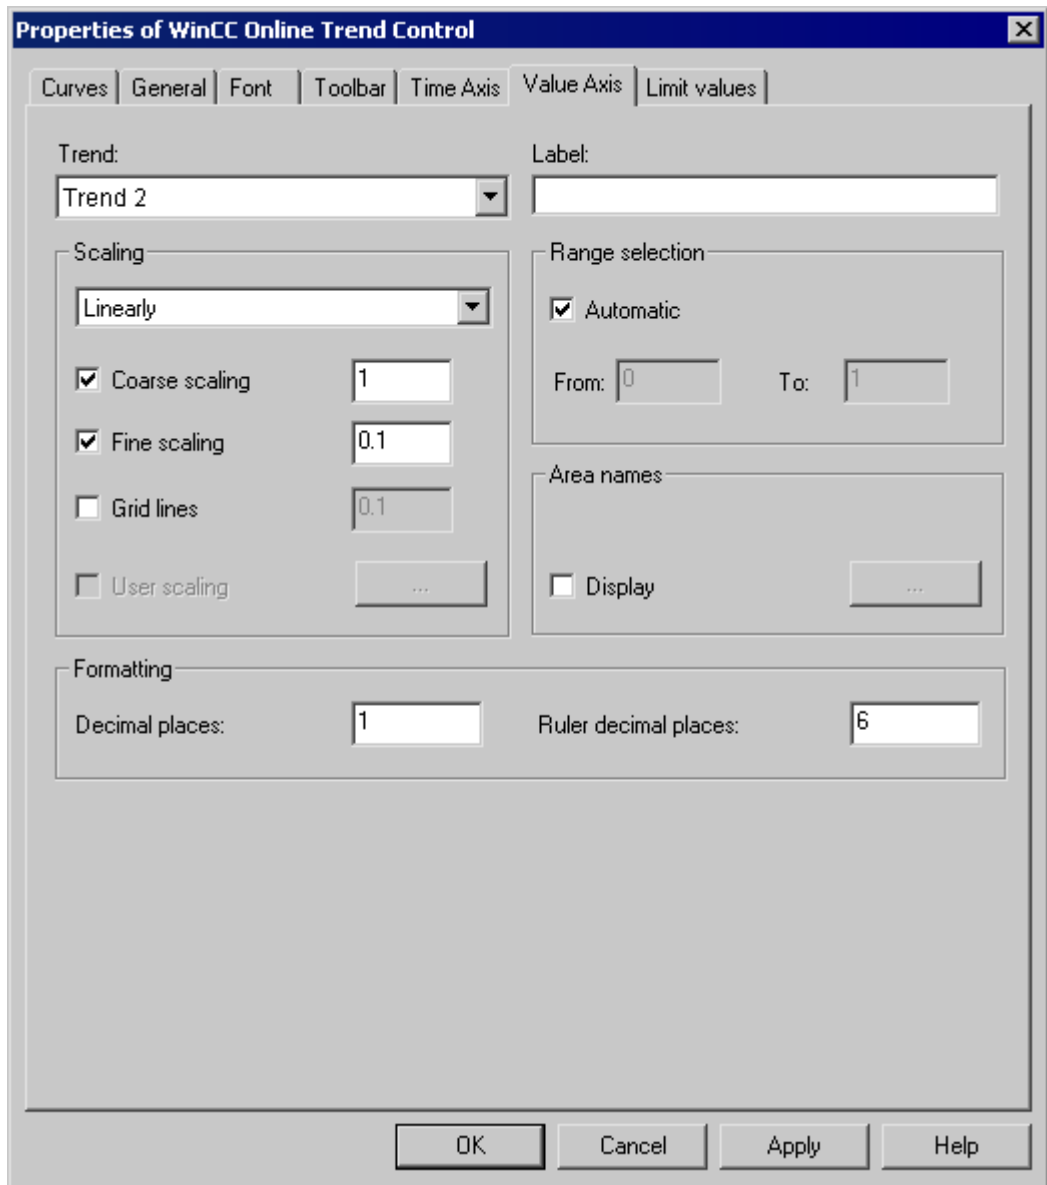 Properties of WinCC Online Trend Control
Curves General Font Toolbar Time Axis Value Axis Limit values
Trend: Label:
Trend 2
Scaling Range selection
Linearly Automatic
Coarse scaling 1 From: 0 To: 1
Fine scaling 0.1
Area names
Grid lines 0.1
User scaling ... Display ...
Formatting
Decimal places: 1 Ruler decimal places: 6
OK Cancel Apply Help